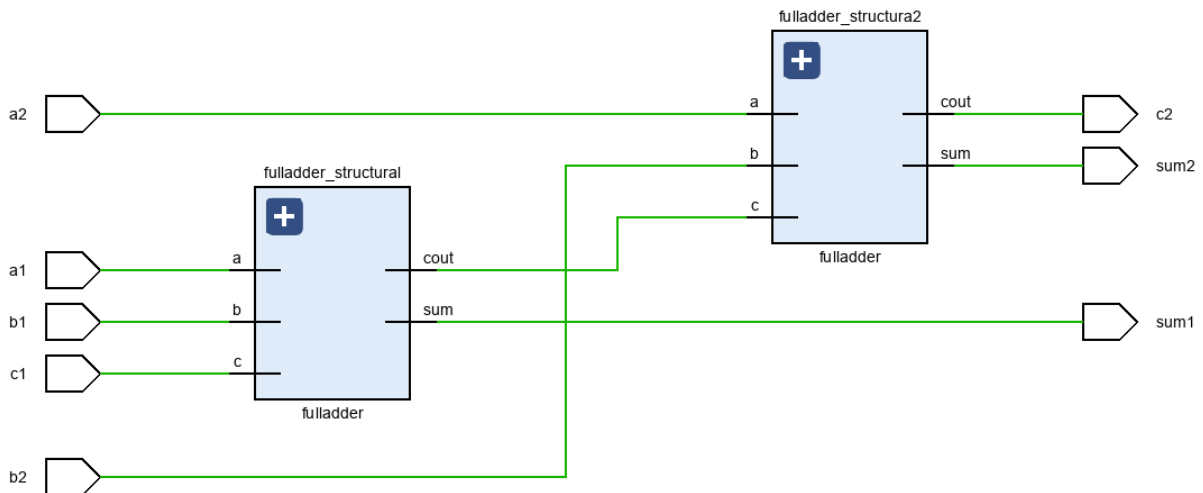 fulladder_structura2
a2
a
cout
c2
b
sum
sum2
fulladder_structural
c
fulladder
a1
a
cout
b1
b
sum
sum1
c1
c
fulladder
b2